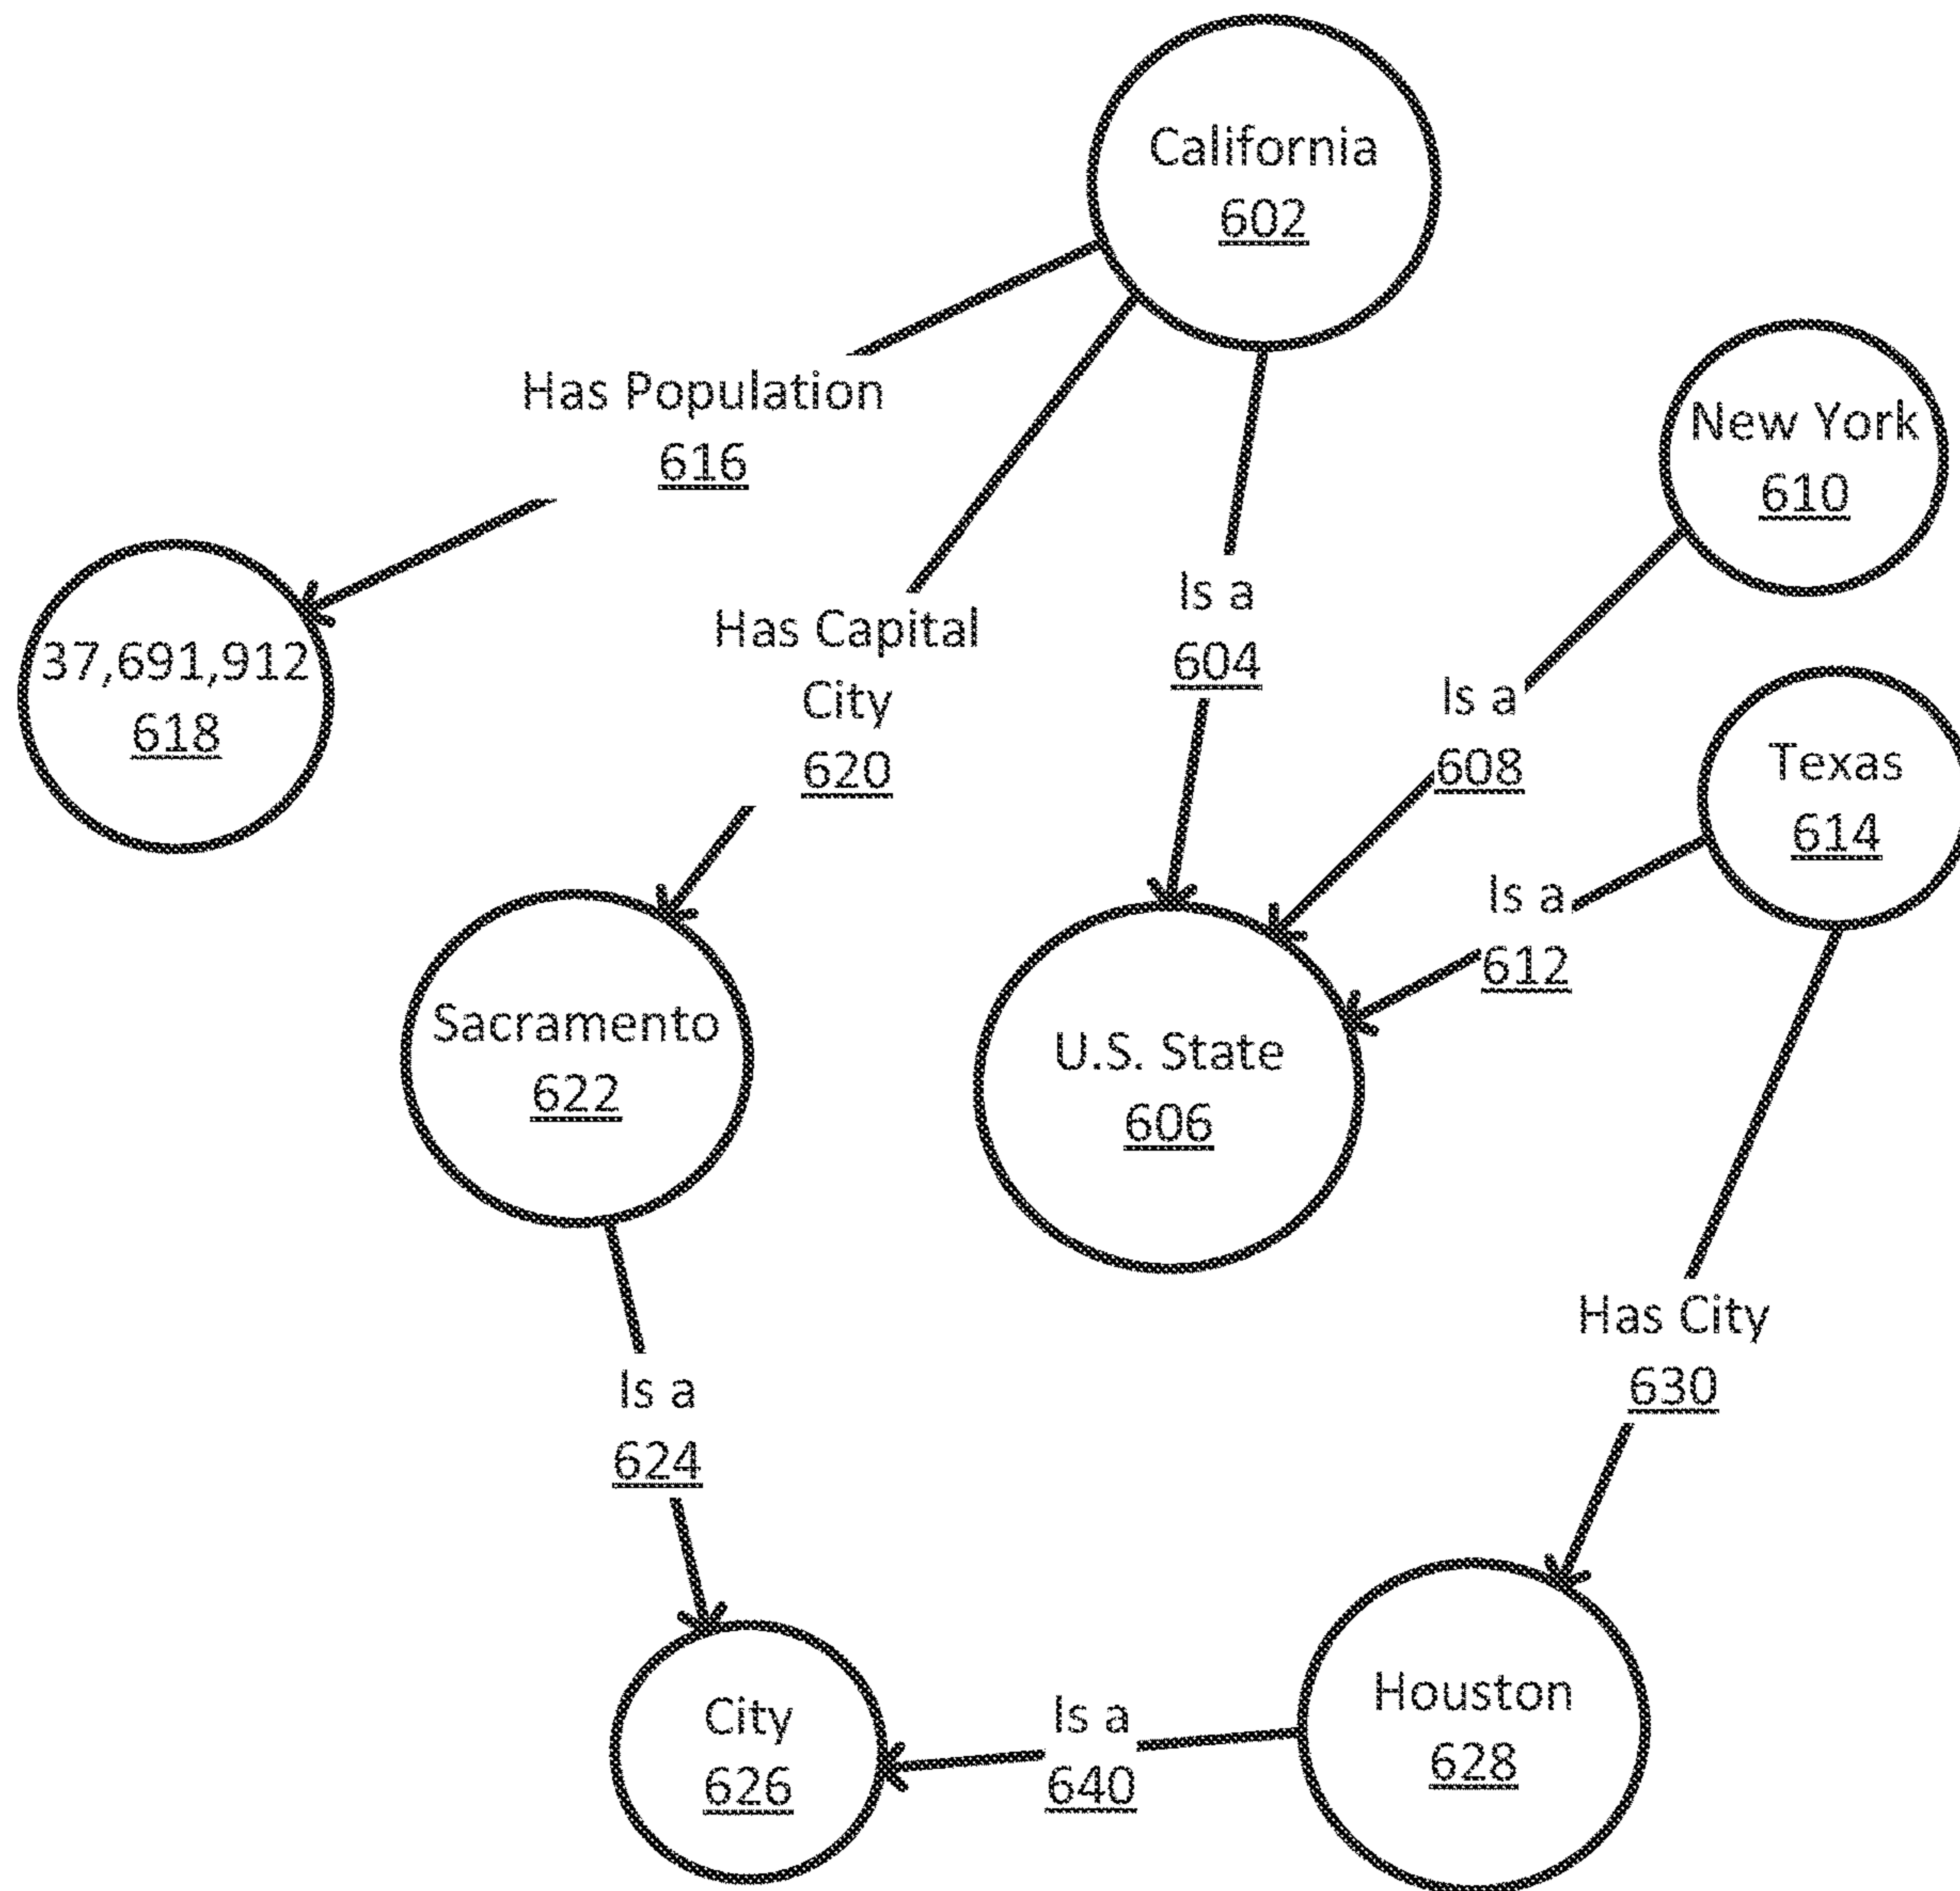 California
602
Has Population
616
New York
610
Is a
604
Has Capital
City
620
37,691,912
618
Is a
608
Texas
614
Is a
612
Sacramento
622
U.S. State
606
Has City
630
Is a
624
City
626
Is a
640
Houston
628